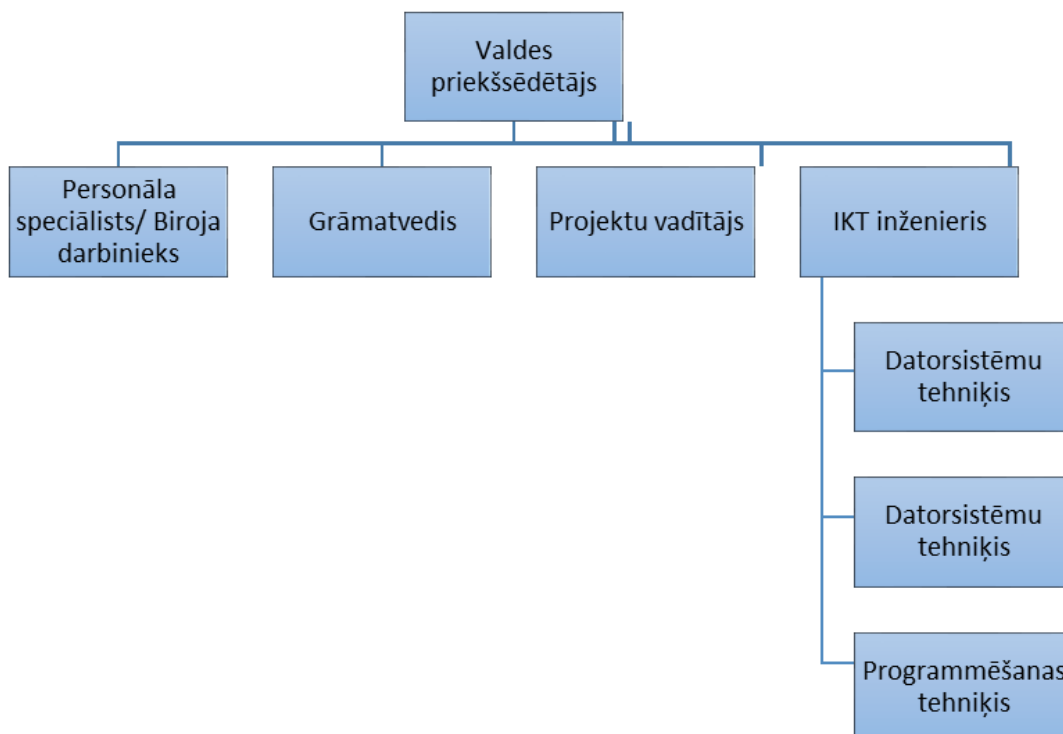 Valdes
priekšsēdētājs
Personāla
speciālists/ Biroja
darbinieks
Grāmatvedis
Projektu vadītājs
IKT inženieris
Datorsistēmu
tehniķis
Datorsistēmu
tehniķis
Programmēšanas
tehniķis